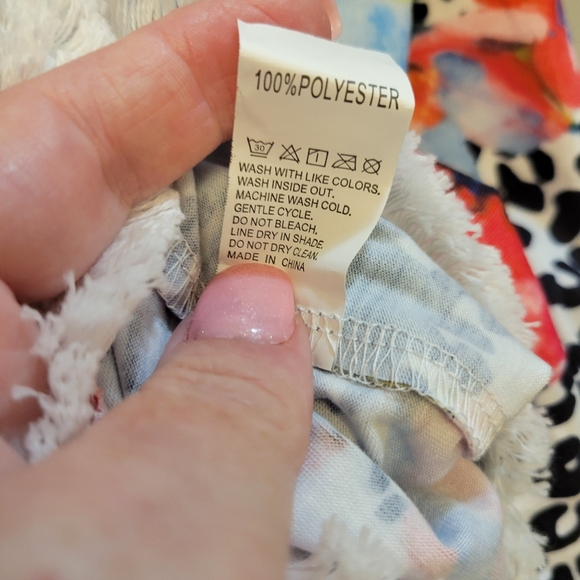 100%POLYESTER
30
WASH WITH LIKE COLORS.
WASH INSIDE OUT.
MACHINE WASH COLD.
GENTLE CYCLE.
DO NOT BLEACH.
LINE DRY IN SHADE
DO NOT DRY CLEAN.
MADE IN CHINA